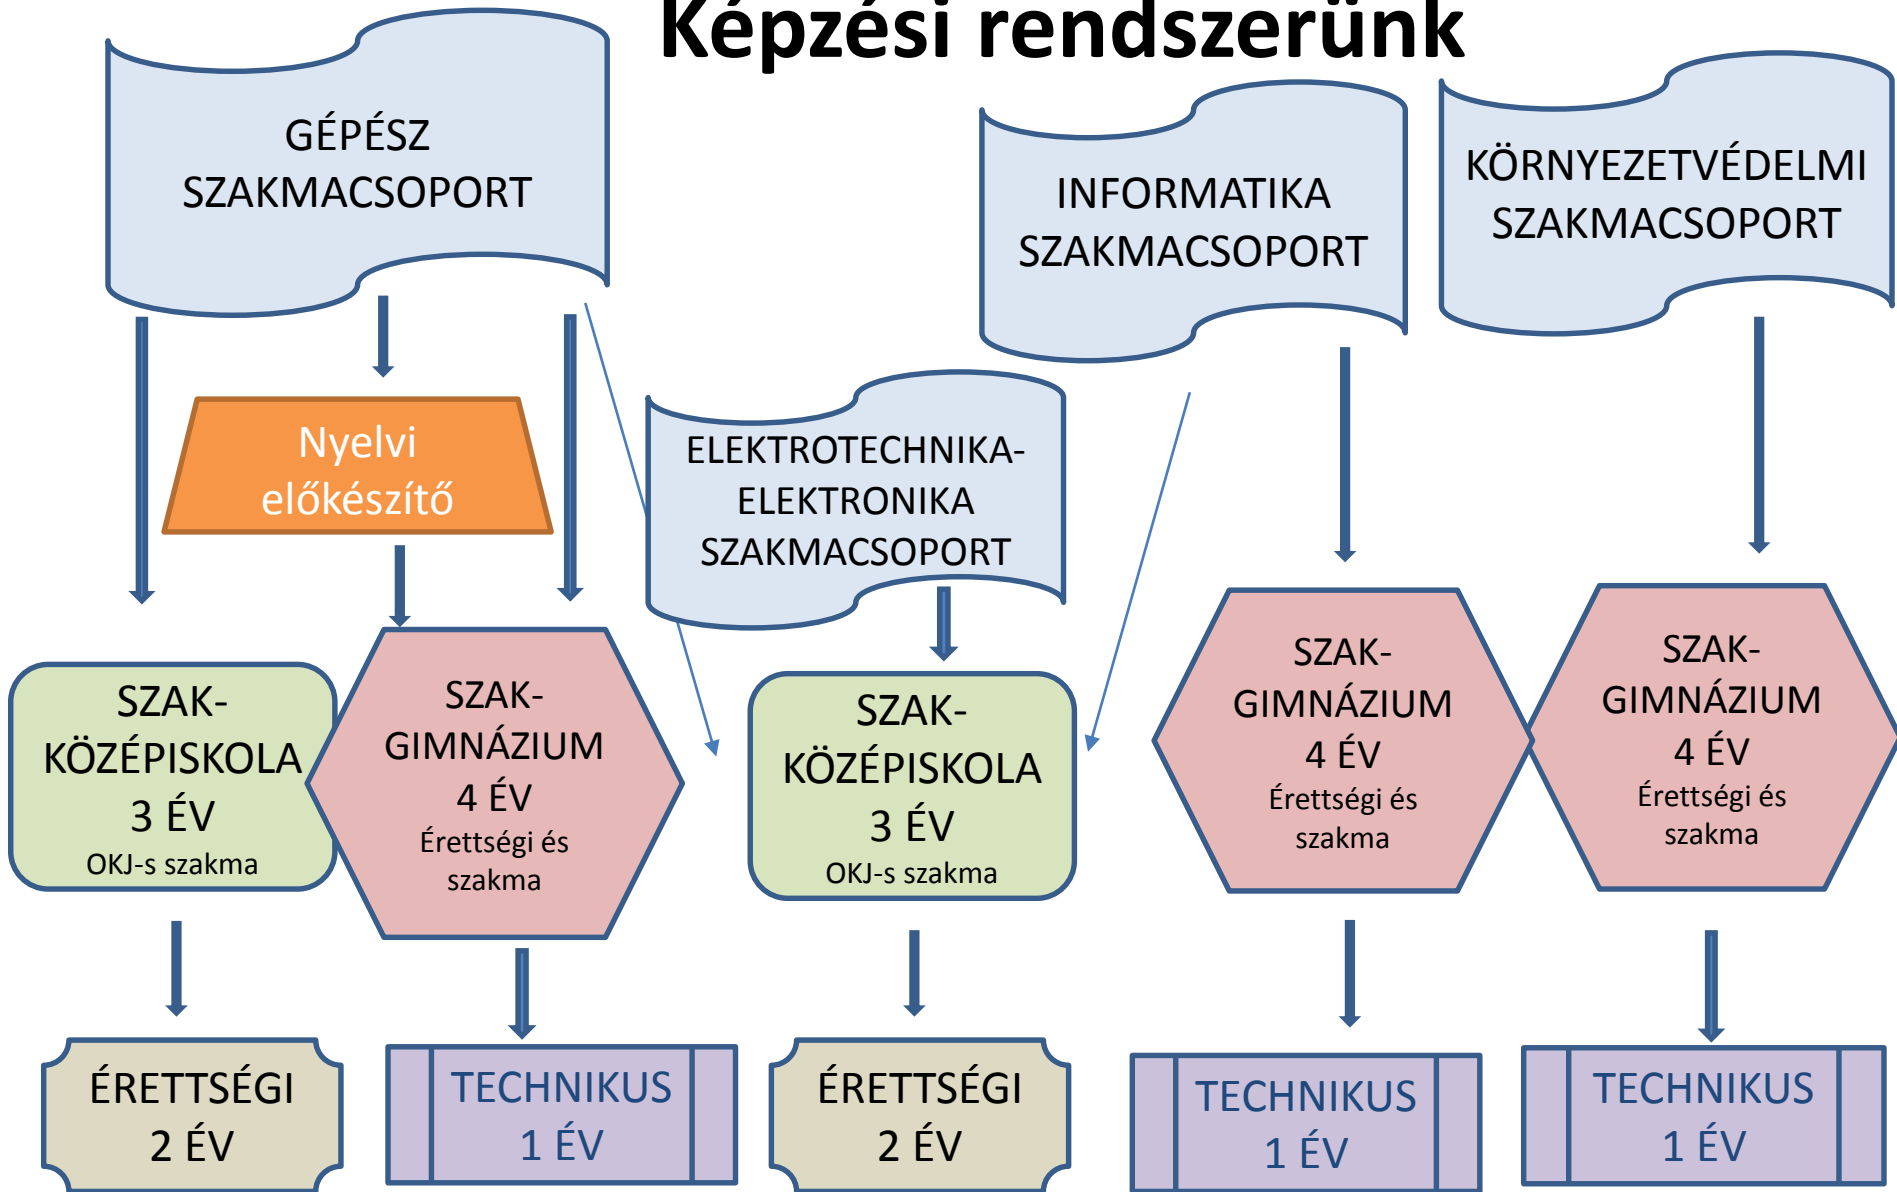 Képzési rendszerünk
GÉPÉSZ
SZAKMACSOPORT
INFORMATIKA
SZAKMACSOPORT
KÖRNYEZETVÉDELMI
SZAKMACSOPORT
Nyelvi
előkészítő
ELEKTROTECHNIKA-
ELEKTRONIKA
SZAKMACSOPORT
SZAK-
KÖZÉPISKOLA
3 ÉV
OKJ-s szakma
SZAK-
GIMNÁZIUM
4 ÉV
Érettségi és
szakma
SZAK-
KÖZÉPISKOLA
3 ÉV
OKJ-s szakma
SZAK-
GIMNÁZIUM
4 ÉV
Érettségi és
szakma
SZAK-
GIMNÁZIUM
4 ÉV
Érettségi és
szakma
ÉRETTSÉGI
2 ÉV
TECHNIKUS
1 ÉV
ÉRETTSÉGI
2 ÉV
TECHNIKUS
1 ÉV
TECHNIKUS
1 ÉV